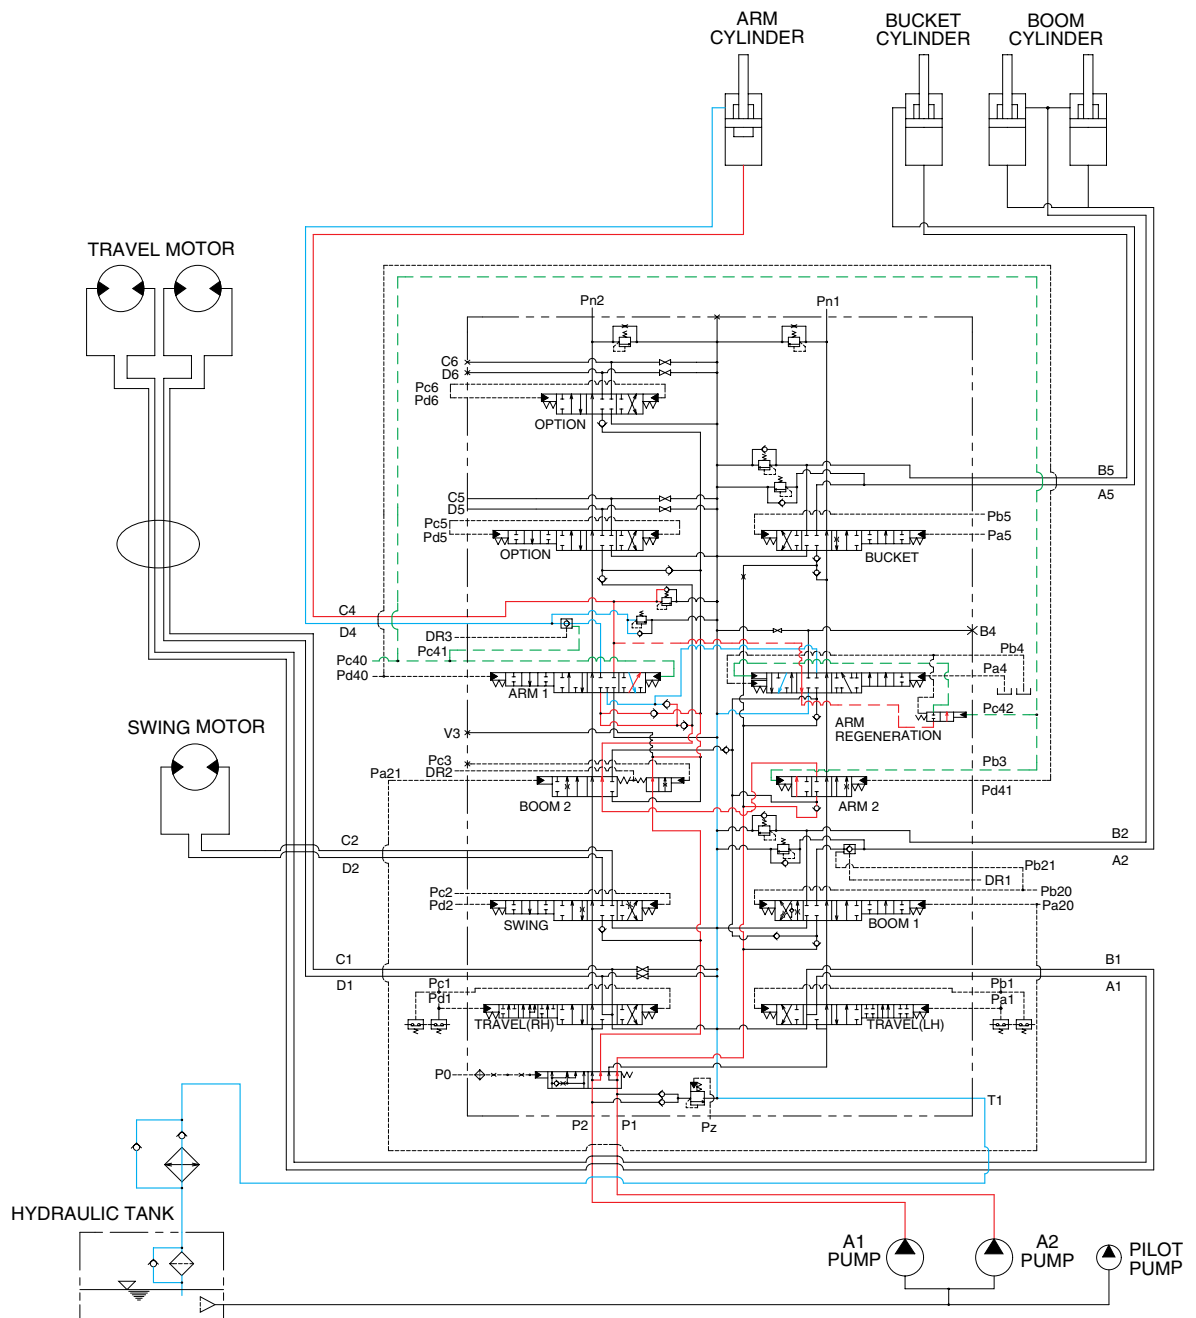 ARM
CYLINDER
BUCKET
CYLINDER
BOOM
CYLINDER
TRAVEL MOTOR
Pn2
Pn1
C6
D6
Pc6
Pd6
OPTION
B5
A5
C5
D5
Pc5
Pd5
OPTION
Pb5
Pa5
BUCKET
C4
D4
DR3
Pc41
Pc40
Pd40
ARM 1
B4
Pb4
Pa4
Pc42
ARM
REGENERATION
SWING MOTOR
V3
Pc3
DR2
Pa21
BOOM 2
Pb3
Pd41
ARM 2
C2
D2
B2
A2
Pb21
DR1
Pc2
Pd2
SWING
Pb20
Pa20
BOOM 1
C1
D1
B1
A1
Pc1
Pd1
TRAVEL(RH)
Pb1
Pa1
TRAVEL(LH)
P0
T1
P2
P1
Pz
HYDRAULIC TANK
A1
PUMP
A2
PUMP
PILOT
PUMP